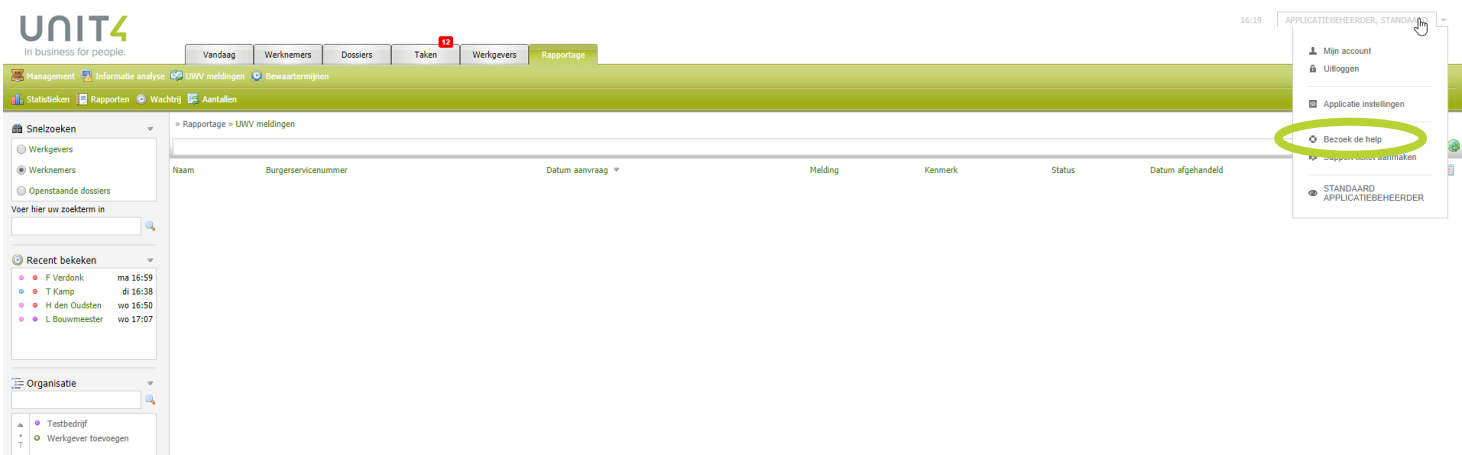 UNIT4
In business for people.
16:19 APPLICATIEBEHEERDER, STANDAARD
12
Vandaag Werknemers Dossiers Taken Werkgevers Rapportage
Management Informatie analyse UWV meldingen Bewaartermijnen
Statistieken Rapporten Wachtrij Aantallen
Mijn account
Uitloggen
Applicatie instellingen
Bezoek de help
Support ticket aanmaken
STANDAARD
APPLICATIEBEHEERDER
Snelzoeken
Werkgevers
Werknemers
Openstaande dossiers
Voer hier uw zoekterm in
» Rapportage » UWV meldingen
Naam Burgerservicenummer Datum aanvraag Melding Kenmerk Status Datum afgehandeld
Recent bekeken
F Verdonk ma 16:59
T Kamp di 16:38
H den Oudsten wo 16:50
L Bouwmeester wo 17:07
Organisatie
T
Testbedrijf
Werkgever toevoegen